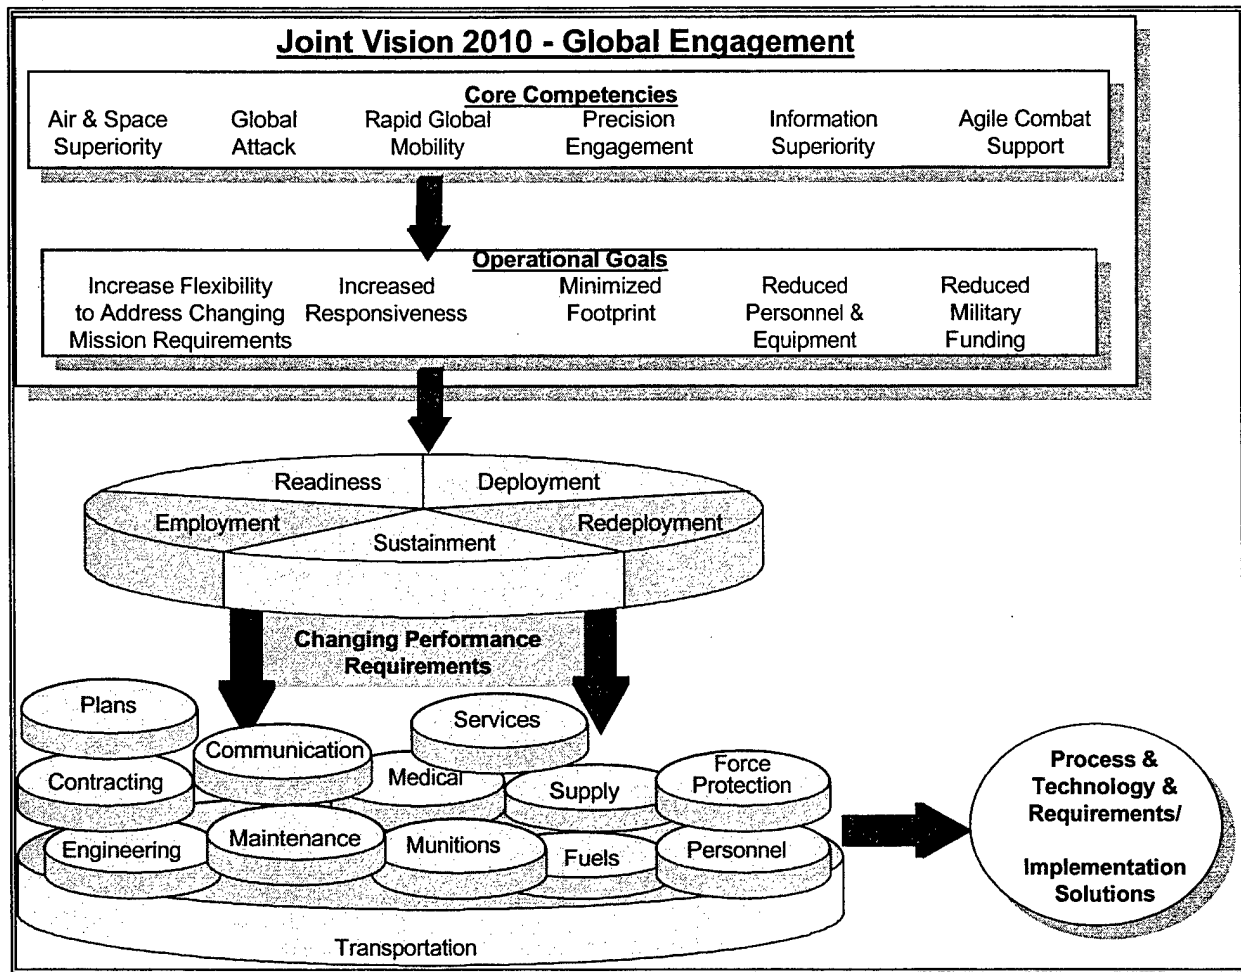 Joint Vision 2010 - Global Engagement
Core Competencies
Air & Space
Superiority
Global
Attack
Rapid Global
Mobility
Precision
Engagement
Information
Superiority
Agile Combat
Support
Operational Goals
Increase Flexibility
to Address Changing
Mission Requirements
Increased
Responsiveness
Minimized
Footprint
Reduced
Personnel &
Equipment
Reduced
Military
Funding
Readiness
Deployment
Employment
Redeployment
Sustainment
Changing Performance
Requirements
Plans
Services
Communication
Contracting
Medical
Supply
Force
Protection
Engineering
Maintenance
Munitions
Fuels
Personnel
Transportation
Process &
Technology &
Requirements/
Implementation
Solutions